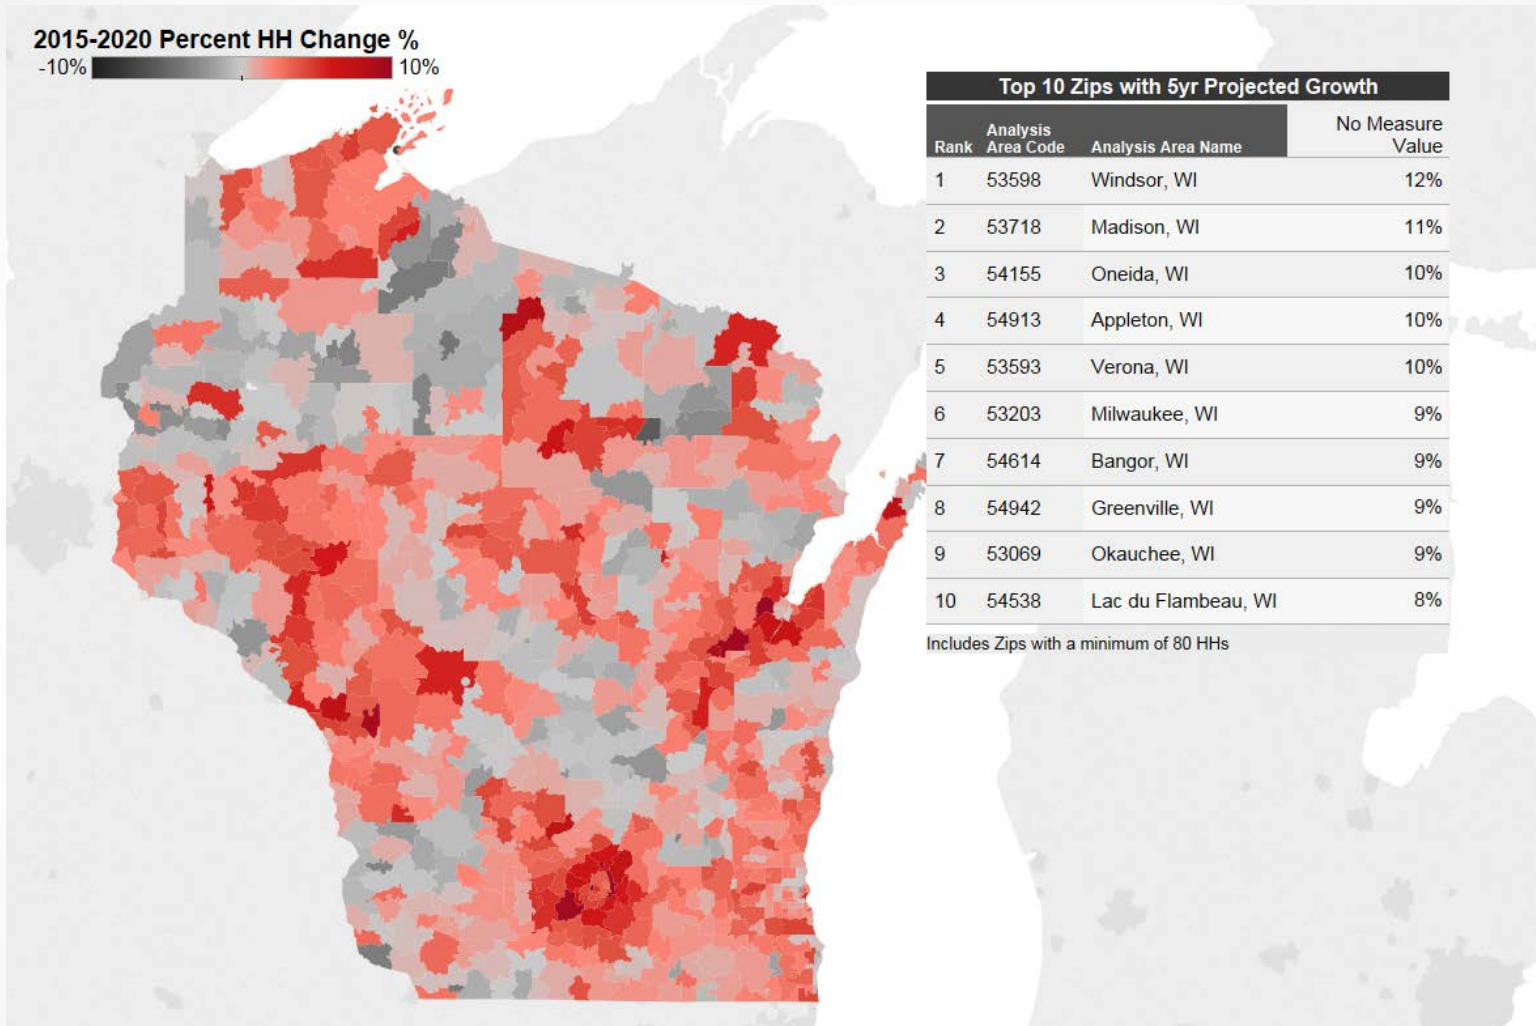 2015-2020 Percent HH Change %
-10% 10%
Top 10 Zips with 5yr Projected Growth
Rank Analysis Area Code Analysis Area Name No Measure Value
1 53598 Windsor, WI 12%
2 53718 Madison, WI 11%
3 54155 Oneida, WI 10%
4 54913 Appleton, WI 10%
5 53593 Verona, WI 10%
6 53203 Milwaukee, WI 9%
7 54614 Bangor, WI 9%
8 54942 Greenville, WI 9%
9 53069 Okauchee, WI 9%
10 54538 Lac du Flambeau, WI 8%
Includes Zips with a minimum of 80 HHs